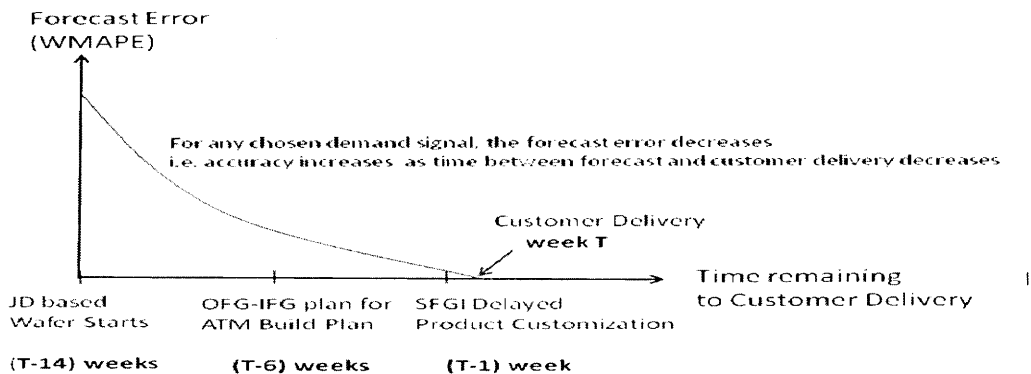 Forecast Error
(WMAPE)
For any chosen demand signal, the forecast error decreases
i.e. accuracy increases as time between forecast and customer delivery decreases
Customer Delivery
week T
Time remaining
to Customer Delivery
JD based
Wafer Starts
OFG-IFG plan for
ATM Build Plan
SFGI Delayed
Product Customization
(T-14) weeks
(T-6) weeks
(T-1) week